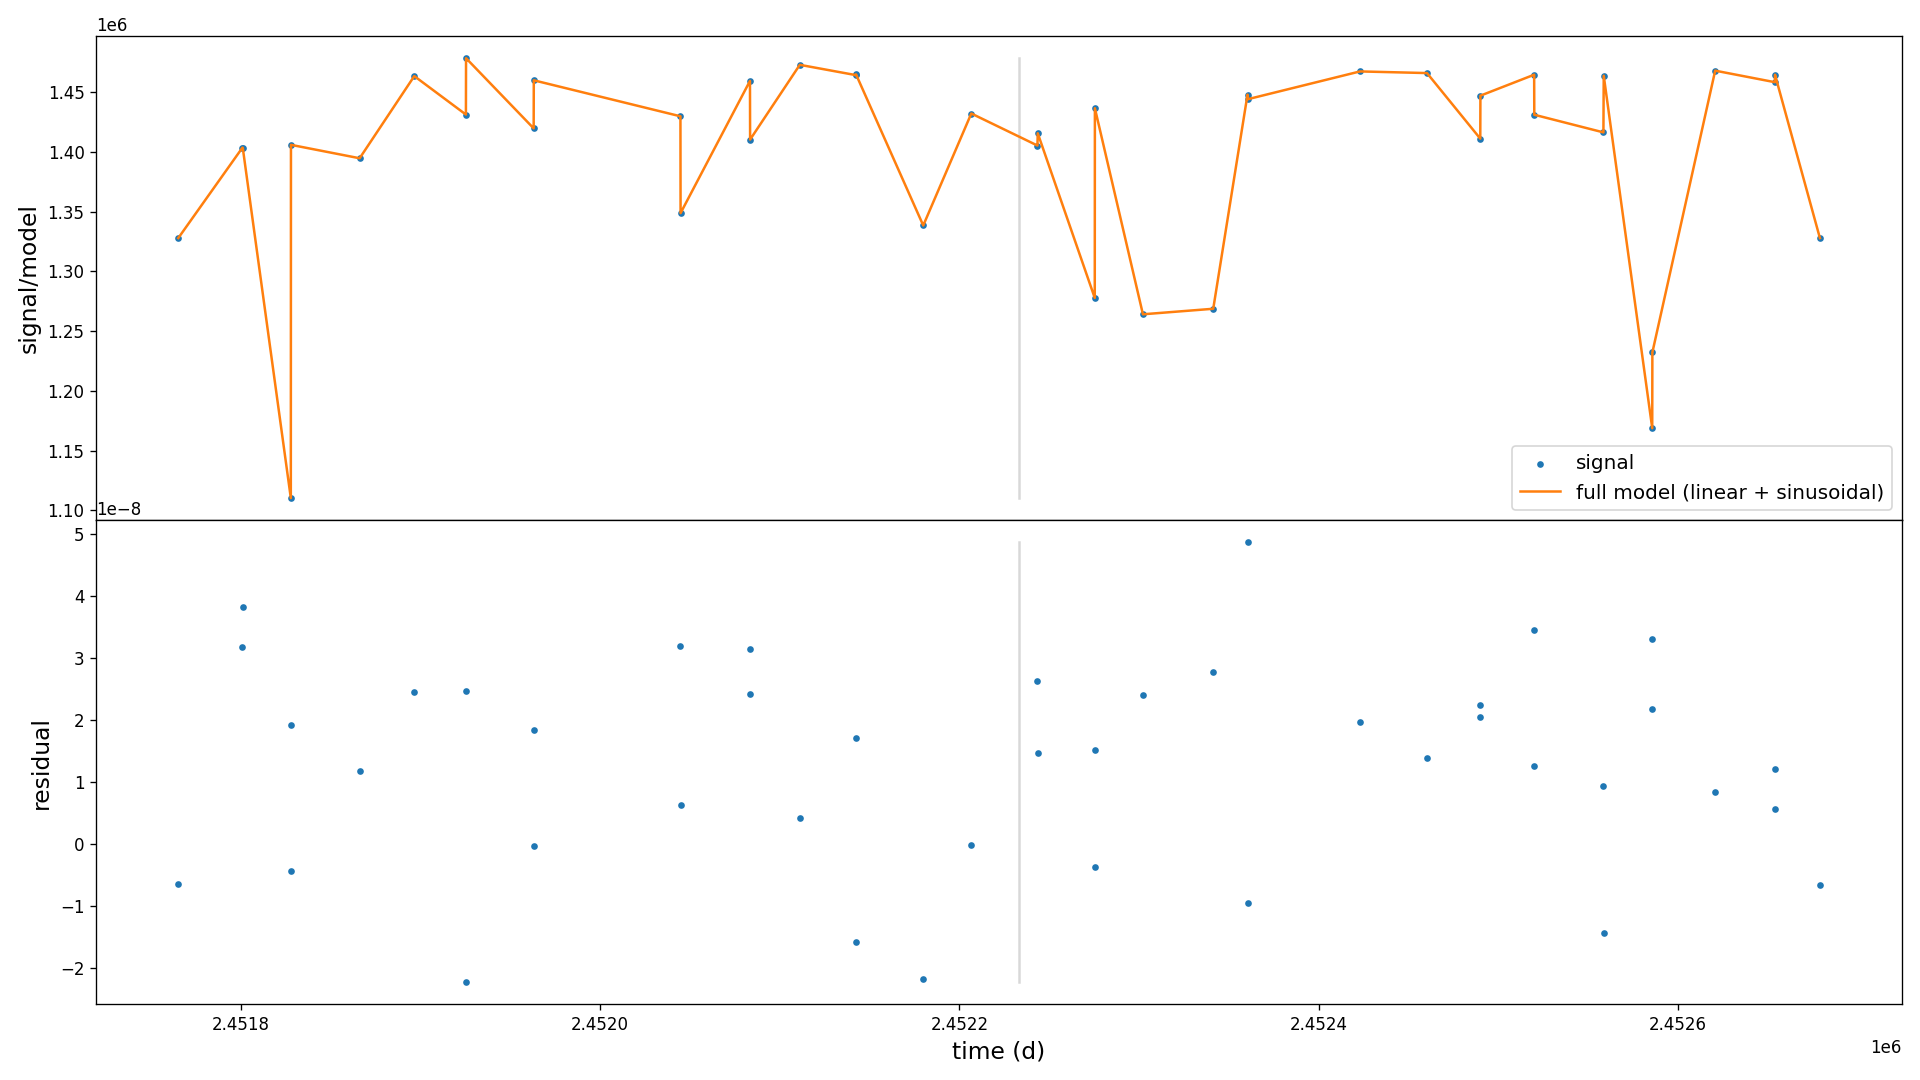 1e6
1.45
1.40
1.35
1.30
1.25
1.20
1.15
1.10
signal/model
signal
full model (linear + sinusoidal)
1e−8
5
4
3
2
1
0
−1
−2
residual
2.4518
2.4520
2.4522
2.4524
2.4526
time (d)
1e6